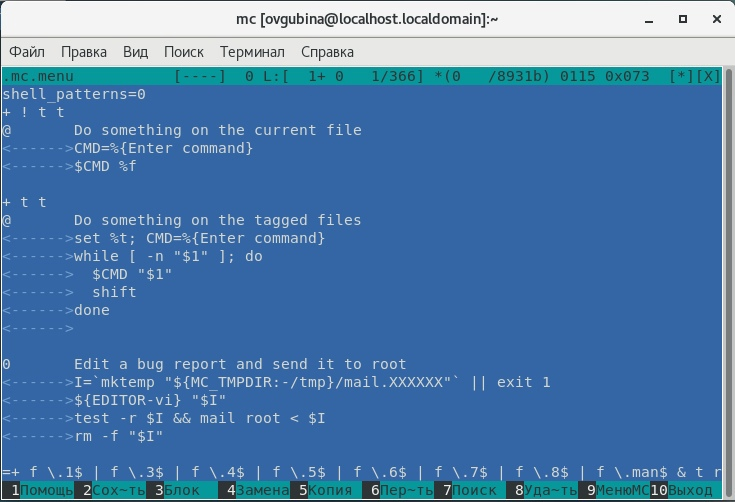 mc [ovgubina@localhost.localdomain]:~
Файл Правка Вид Поиск Терминал Справка
.mc.menu [----] 0 L:[ 1+ 0 1/366] *(0 /8931b) 0115 0x073 [*][X]
shell_patterns=0
+ ! t t
@ Do something on the current file
<------>CMD=%{Enter command}
<------>$CMD %f
+ t t
@ Do something on the tagged files
<------>set %t; CMD=%{Enter command}
<------>while [ -n "$1" ]; do
<------> $CMD "$1"
<------> shift
<------>done
<------>
0 Edit a bug report and send it to root
<------>I=`mktemp "${MC_TMPDIR:-/tmp}/mail.XXXXXX"` || exit 1
<------>${EDITOR-vi} "$I"
<------>test -r $I && mail root < $I
<------>rm -f "$I"
=+ f \.1$ | f \.3$ | f \.4$ | f \.5$ | f \.6$ | f \.7$ | f \.8$ | f \.man$ & t r
1Помощь 2Сох~ть 3Блок 4Замена 5Копия 6Пер~ть 7Поиск 8Уда~ть 9МенюMC 10Выход